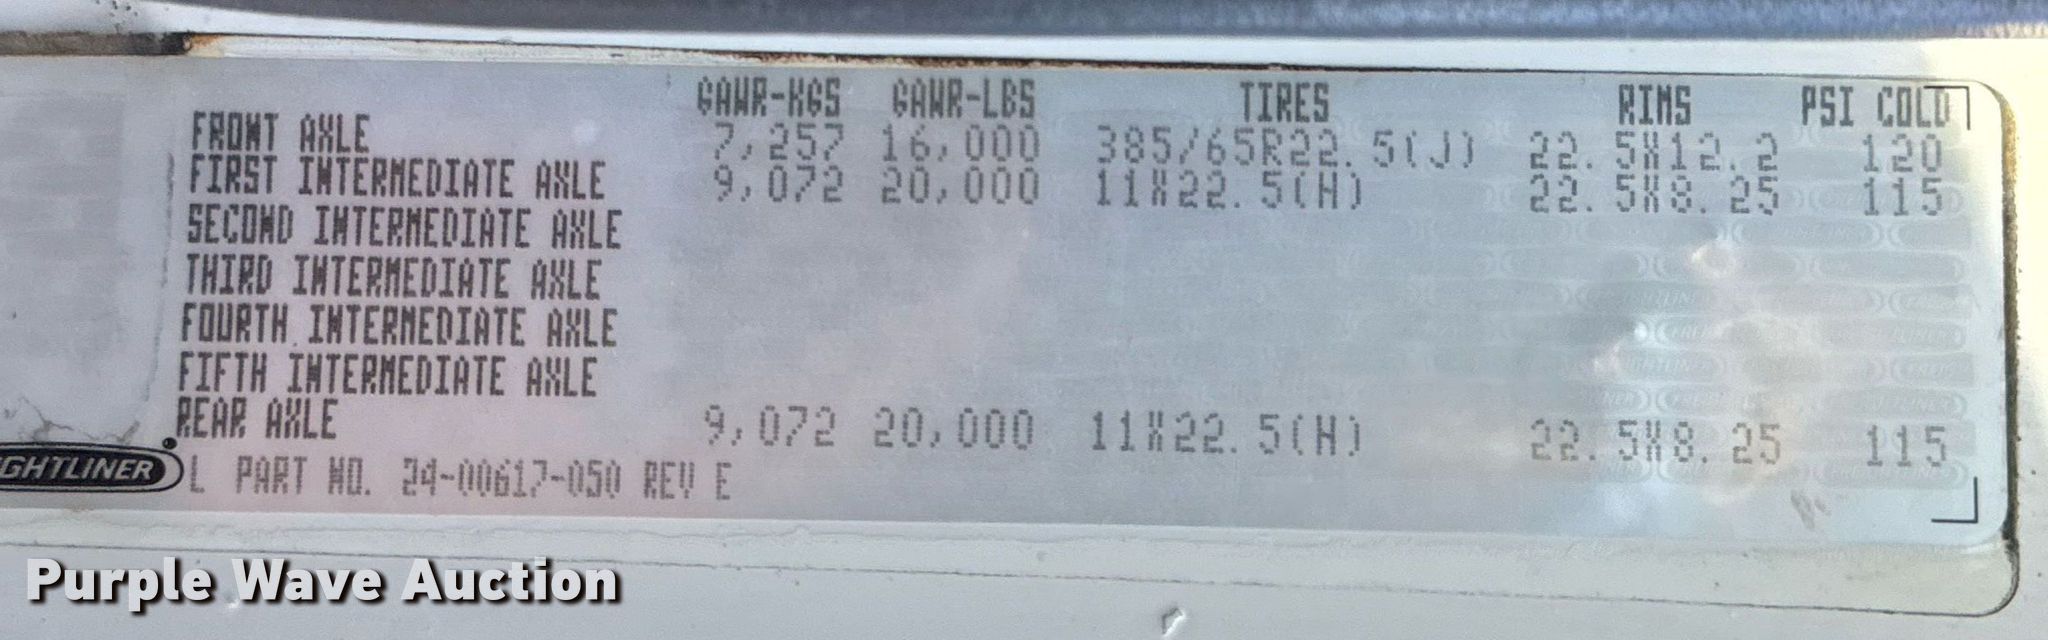 GAWR-KGS GAWR-LBS TIRES RIMS PSI COLD
FRONT AXLE 7,257 16,000 385/65R22.5(J) 22.5X12.2 120
FIRST INTERMEDIATE AXLE 9,072 20,000 11X22.5(H) 22.5X8.25 115
SECOND INTERMEDIATE AXLE
THIRD INTERMEDIATE AXLE
FOURTH INTERMEDIATE AXLE
FIFTH INTERMEDIATE AXLE
REAR AXLE 9,072 20,000 11X22.5(H) 22.5X8.25 115
GHTLINER L PART NO. 24-00617-050 REV E
Purple Wave Auction